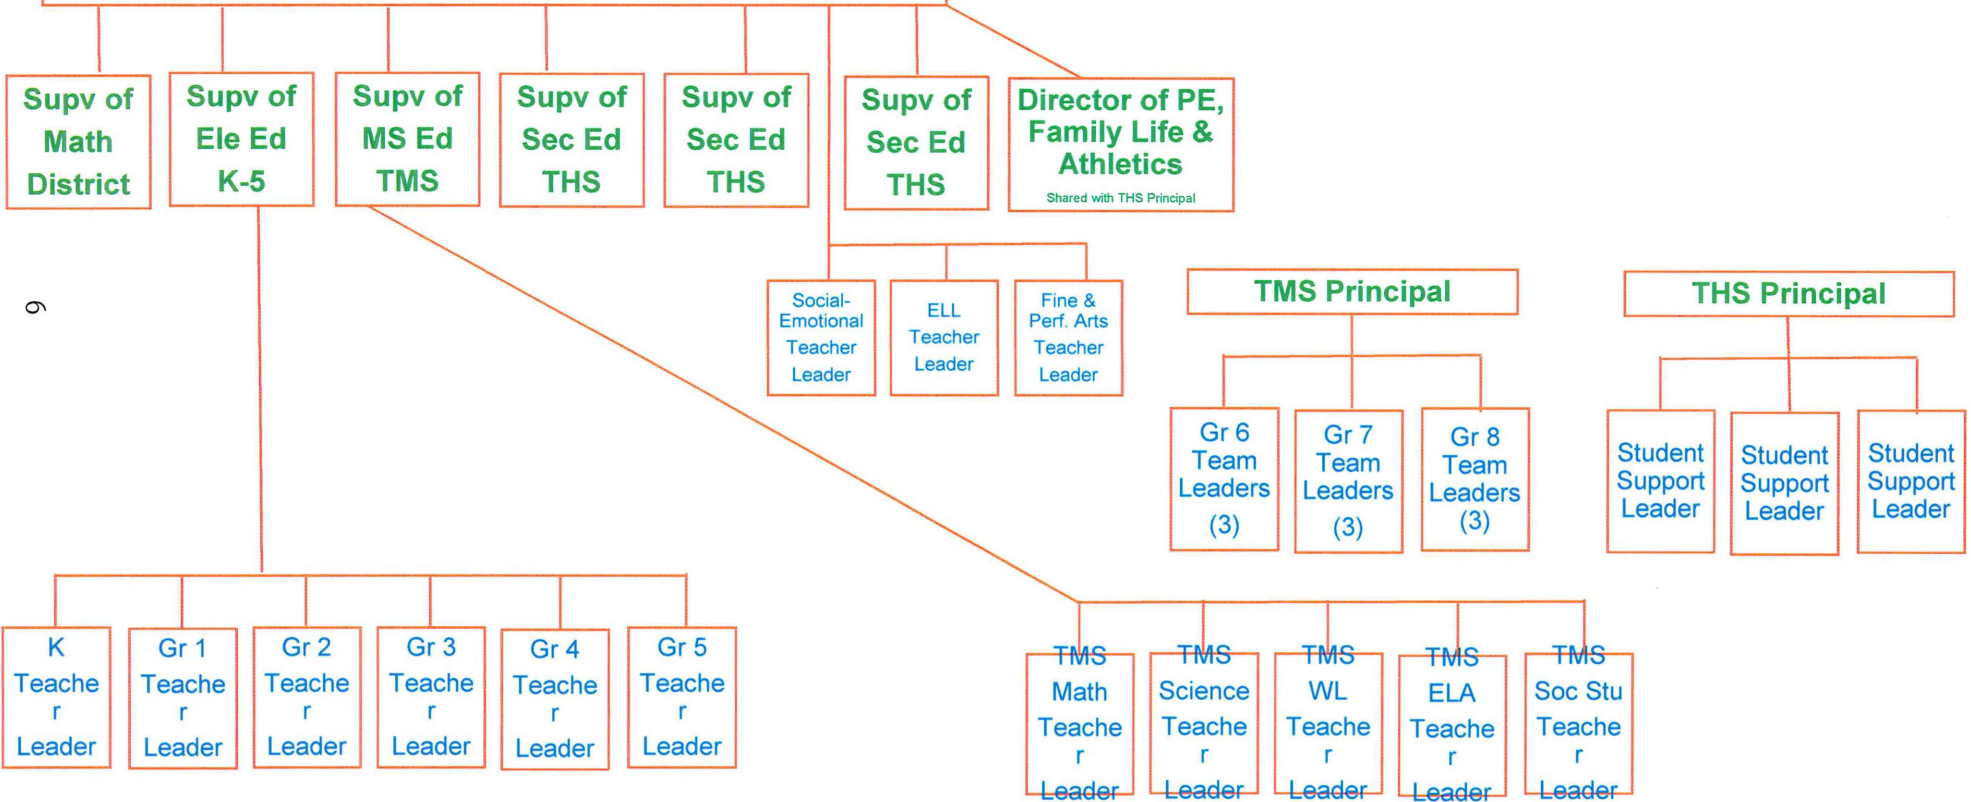 Supv of
Math
District
Supv of
Ele Ed
K-5
Supv of
MS Ed
TMS
Supv of
Sec Ed
THS
Supv of
Sec Ed
THS
Supv of
Sec Ed
THS
Director of PE,
Family Life &
Athletics
Shared with THS Principal
Social-
Emotional
Teacher
Leader
ELL
Teacher
Leader
Fine &
Perf. Arts
Teacher
Leader
TMS Principal
THS Principal
9
Gr 6
Team
Leaders
(3)
Gr 7
Team
Leaders
(3)
Gr 8
Team
Leaders
(3)
Student
Support
Leader
Student
Support
Leader
Student
Support
Leader
K
Teache
r
Leader
Gr 1
Teache
r
Leader
Gr 2
Teache
r
Leader
Gr 3
Teache
r
Leader
Gr 4
Teache
r
Leader
Gr 5
Teache
r
Leader
TMS
Math
Teache
r
Leader
TMS
Science
Teache
r
Leader
TMS
WL
Teache
r
Leader
TMS
ELA
Teache
r
Leader
TMS
Soc Stu
Teache
r
Leader